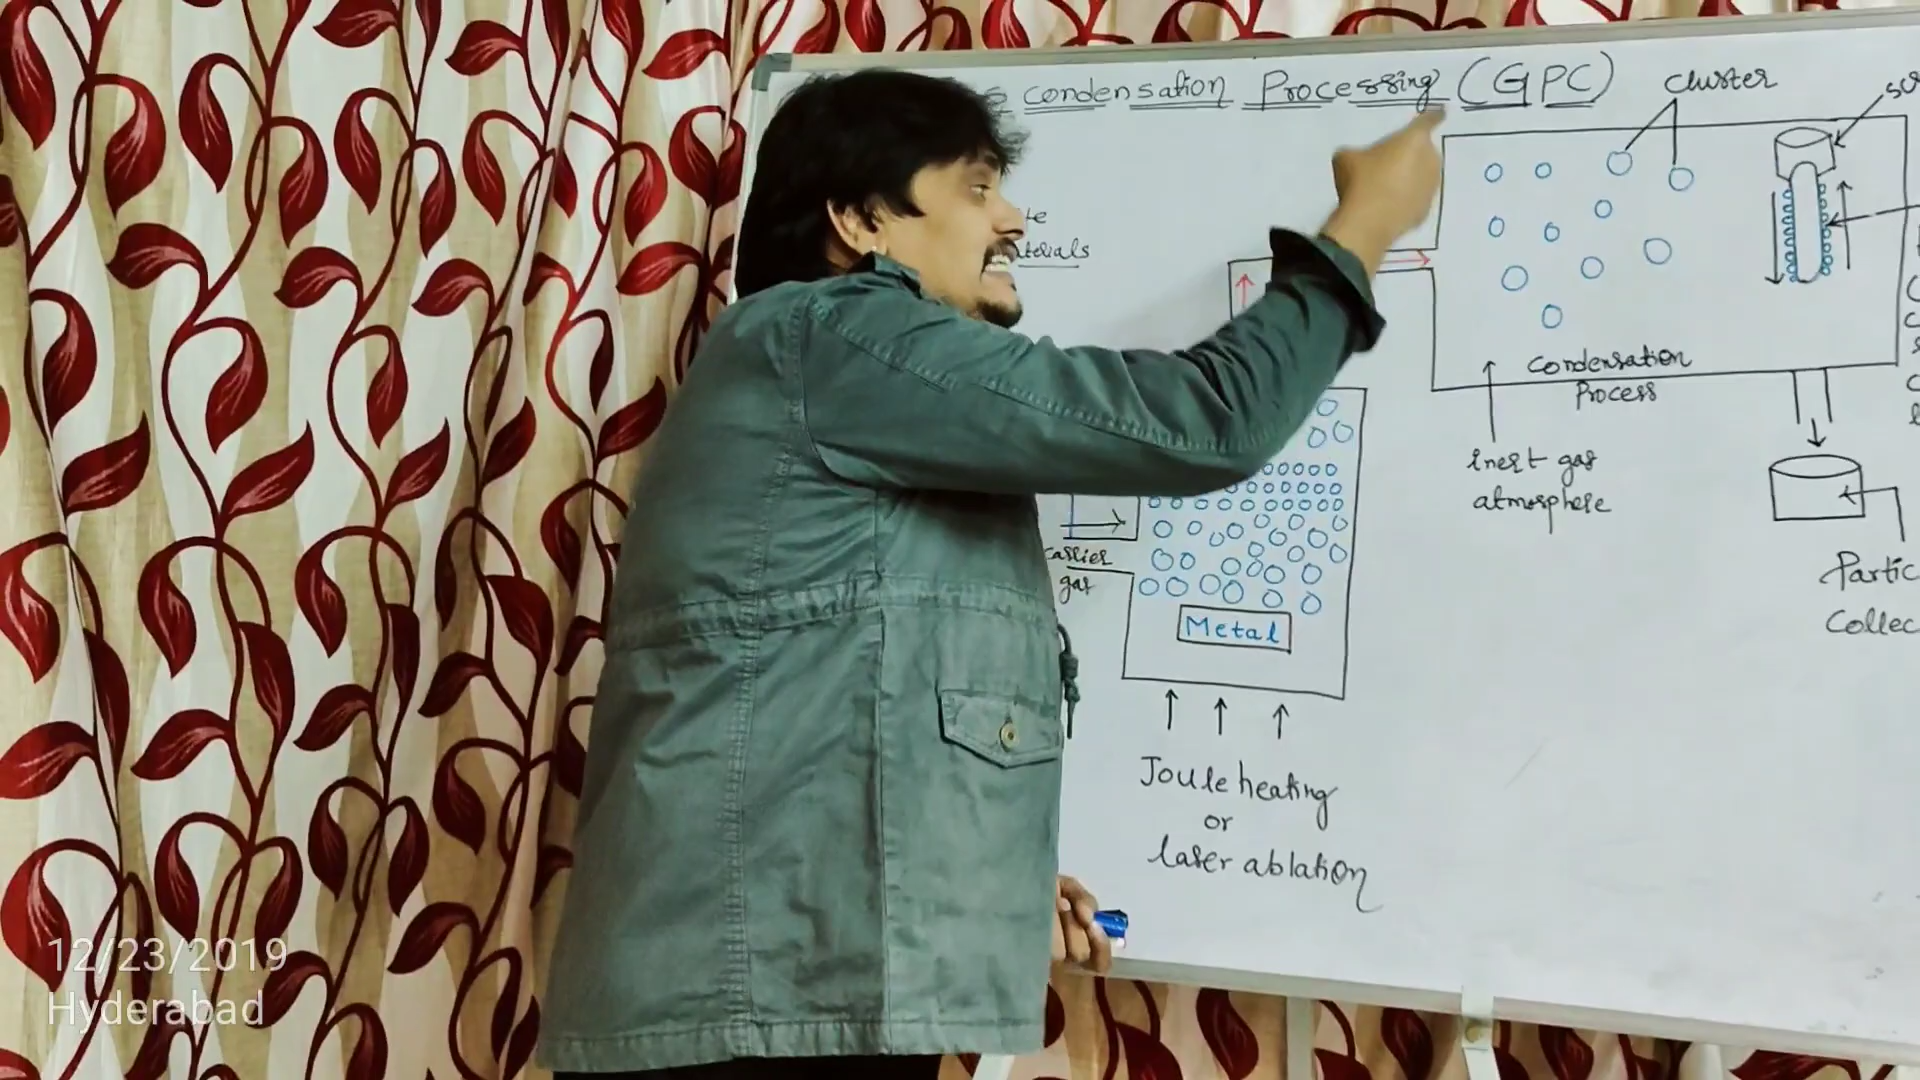 condensation Processing (GPC)
cluster
Condensation
Process
inert gas
atmosphere
carrier
gas
Metal
Joule heating
or
laser ablation
12/23/2019
Hyderabad